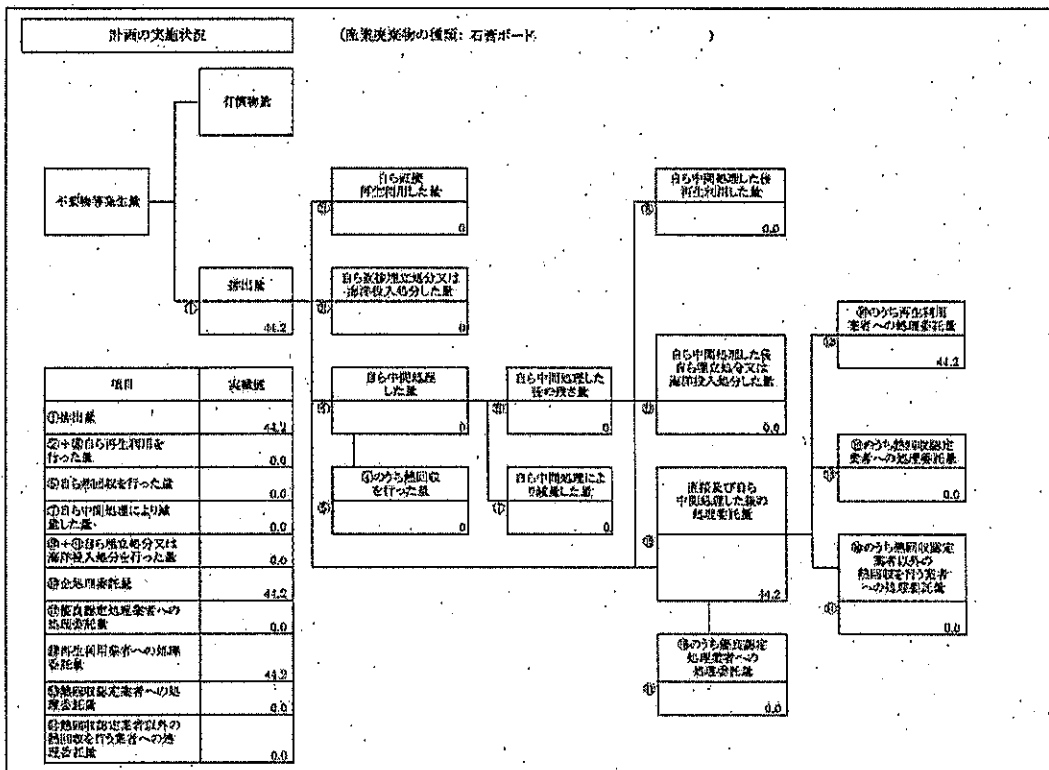 計画の実施状況
(産業廃棄物の種類: 石膏ボード )
有償物量
不要物等発生量
① 排出量
44.2
自ら直接
再生利用した量
②
0
自ら直接埋立処分又は
海洋投入処分した量
③
0
自ら中間処理
した量
④
0
④のうち熱回収
を行った量
⑤
0
自ら中間処理した
後の残さ量
⑥
0
自ら中間処理によ
り減量した量
⑦
0
自ら中間処理した後
再生利用した量
⑧
0.0
自ら中間処理した後
自ら埋立処分又は
海洋投入処分した量
⑨
0.0
直接及び自ら
中間処理した後の
処理委託量
⑩
44.2
⑩のうち優良認定
処理業者への
処理委託量
⑪
0.0
⑩のうち再生利用
業者への処理委託量
⑫
44.2
⑩のうち熱回収認定
業者への処理委託量
⑬
0.0
⑩のうち熱回収認定
業者以外の
熱回収を行う業者
への処理委託量
⑭
0.0
項目 実績値
①排出量 44.2
②+⑧自ら再生利用を
行った量 0.0
⑤自ら熱回収を行った量 0.0
⑦自ら中間処理により減
量した量 0.0
③+⑨自ら埋立処分又は
海洋投入処分を行った量 0.0
⑩全処理委託量 44.2
⑪優良認定処理業者への
処理委託量 0.0
⑫再生利用業者への処理
委託量 44.2
⑬熱回収認定業者への処
理委託量 0.0
⑭熱回収認定業者以外の
熱回収を行う業者への処
理委託量 0.0